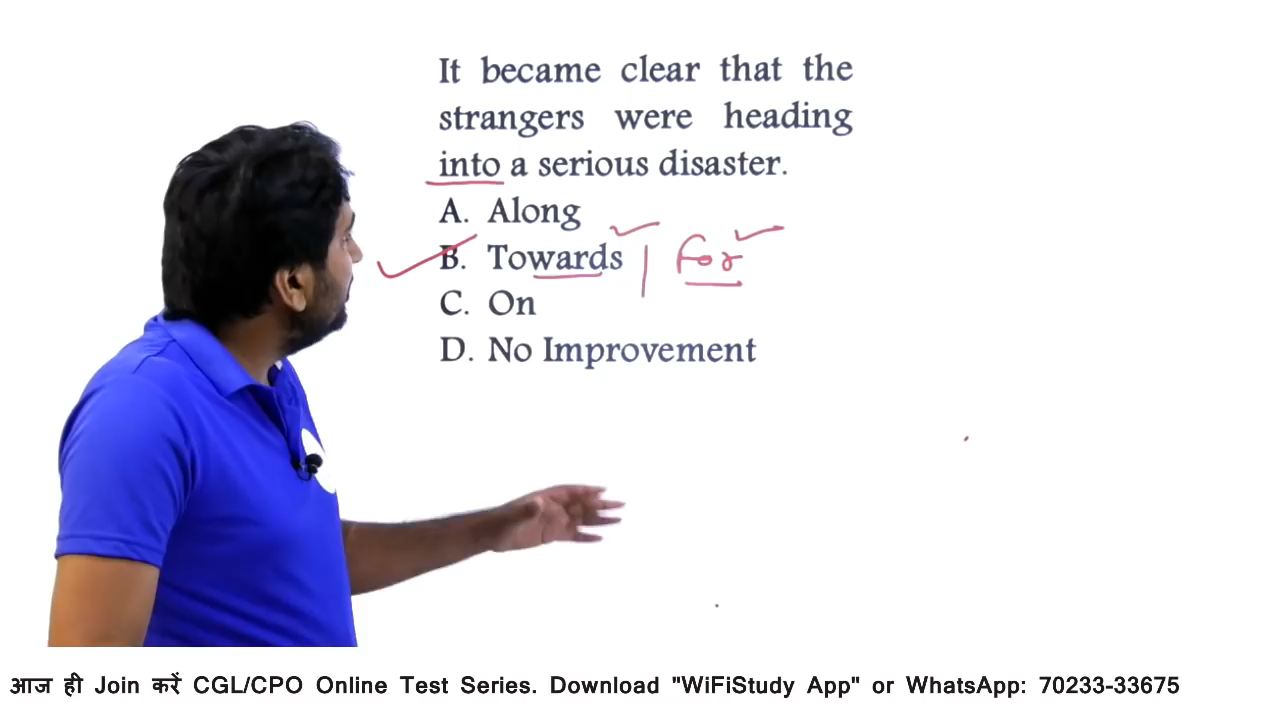 It became clear that the
strangers were heading
into a serious disaster.
A. Along
B. Towards | for
C. On
D. No Improvement
आज ही Join करें CGL/CPO Online Test Series. Download "WiFiStudy App" or WhatsApp: 70233-33675